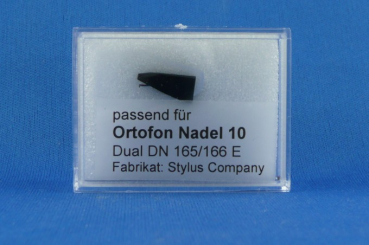 passend für
Ortofon Nadel 10
Dual DN 165/166 E
Fabrikat: Stylus Company